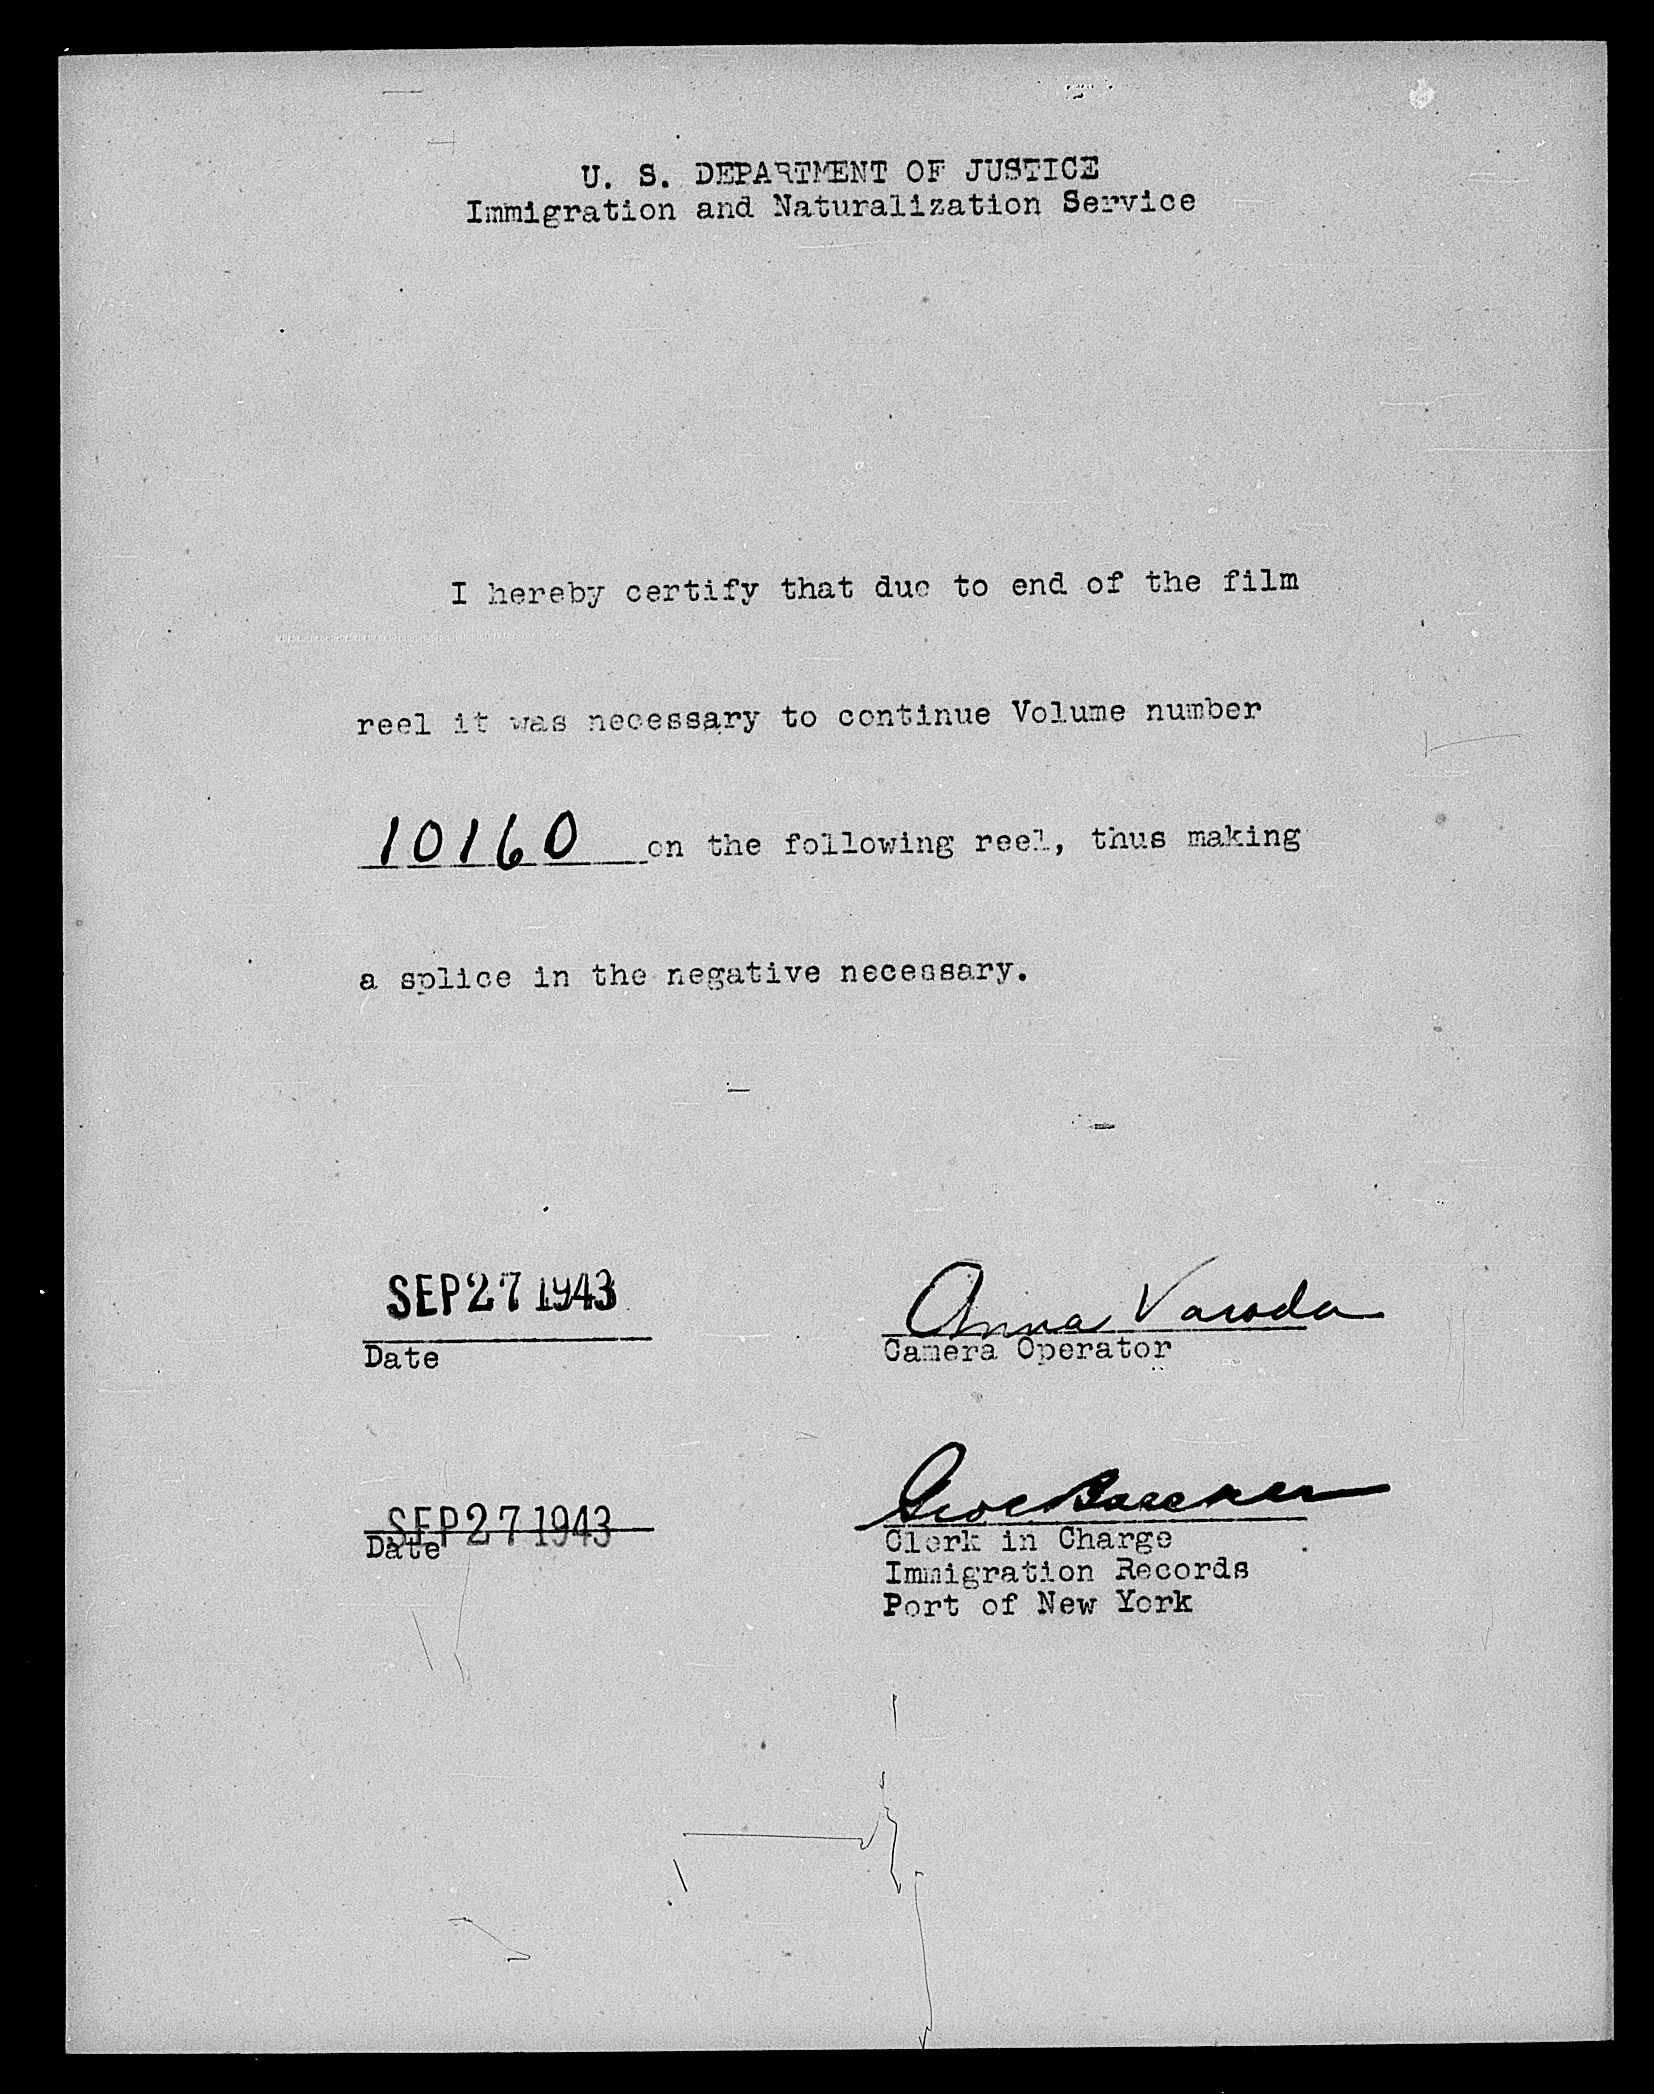 U. S. DEPARTMENT OF JUSTICE
Immigration and Naturalization Service
I hereby certify that due to end of the film
reel it was necessary to continue Volume number
10160 on the following reel, thus making
a splice in the negative necessary.
SEP 27 1943
Anna
Date
Camera Operator
SEP 27 1943
Date
Clerk in Charge
Immigration Records
Port of New York